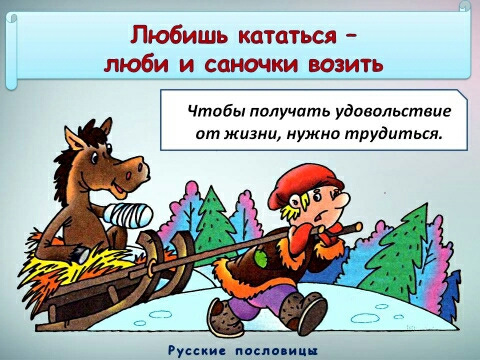 Любишь кататься –
люби и саночки возить
Чтобы получать удовольствие
от жизни, нужно трудиться.
Русские пословицы